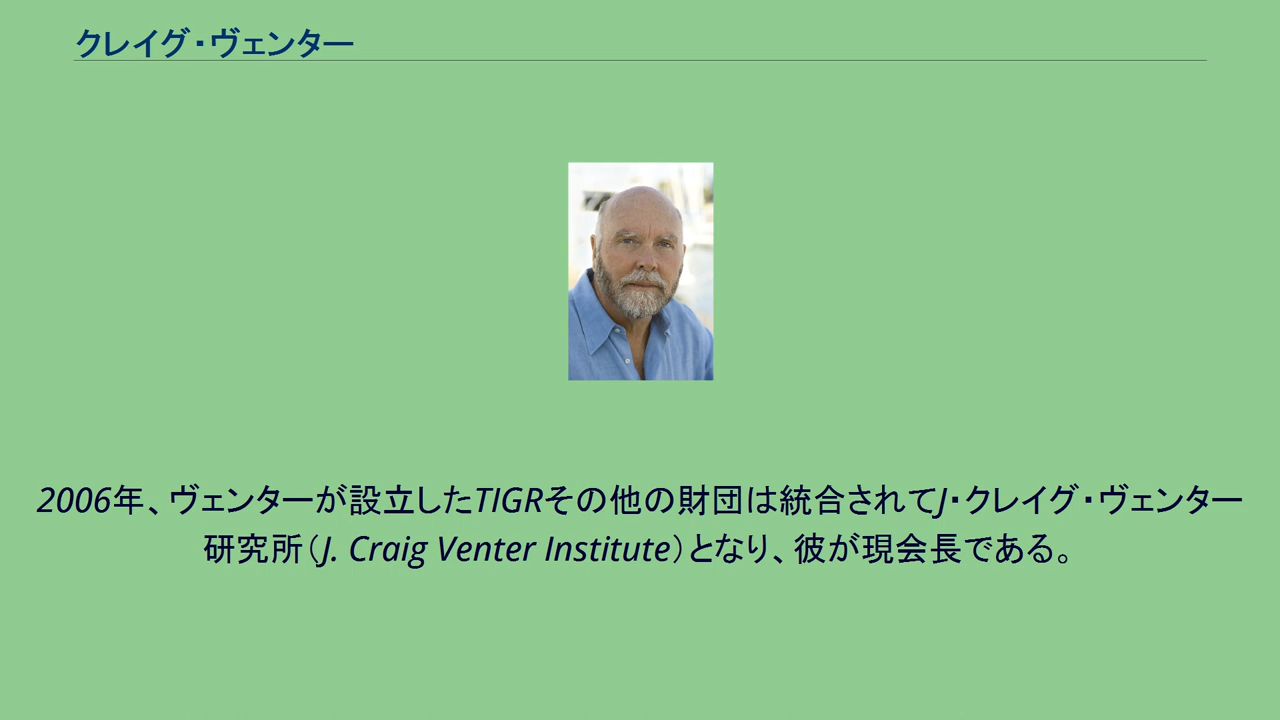 クレイグ・ヴェンター
2006年、ヴェンターが設立したTIGRその他の財団は統合されてJ・クレイグ・ヴェンター
研究所（J. Craig Venter Institute）となり、彼が現会長である。